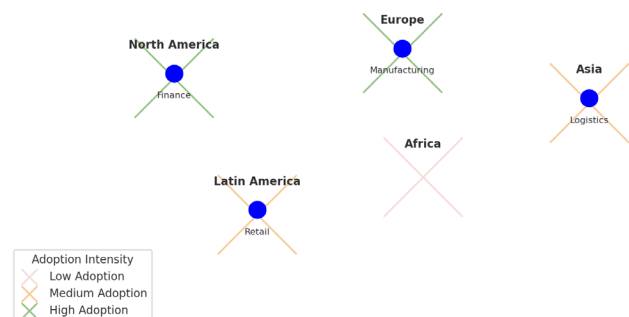 Europe
North America
Manufacturing
Asia
Finance
Logistics
Africa
Latin America
Retail
Adoption Intensity
Low Adoption
Medium Adoption
High Adoption